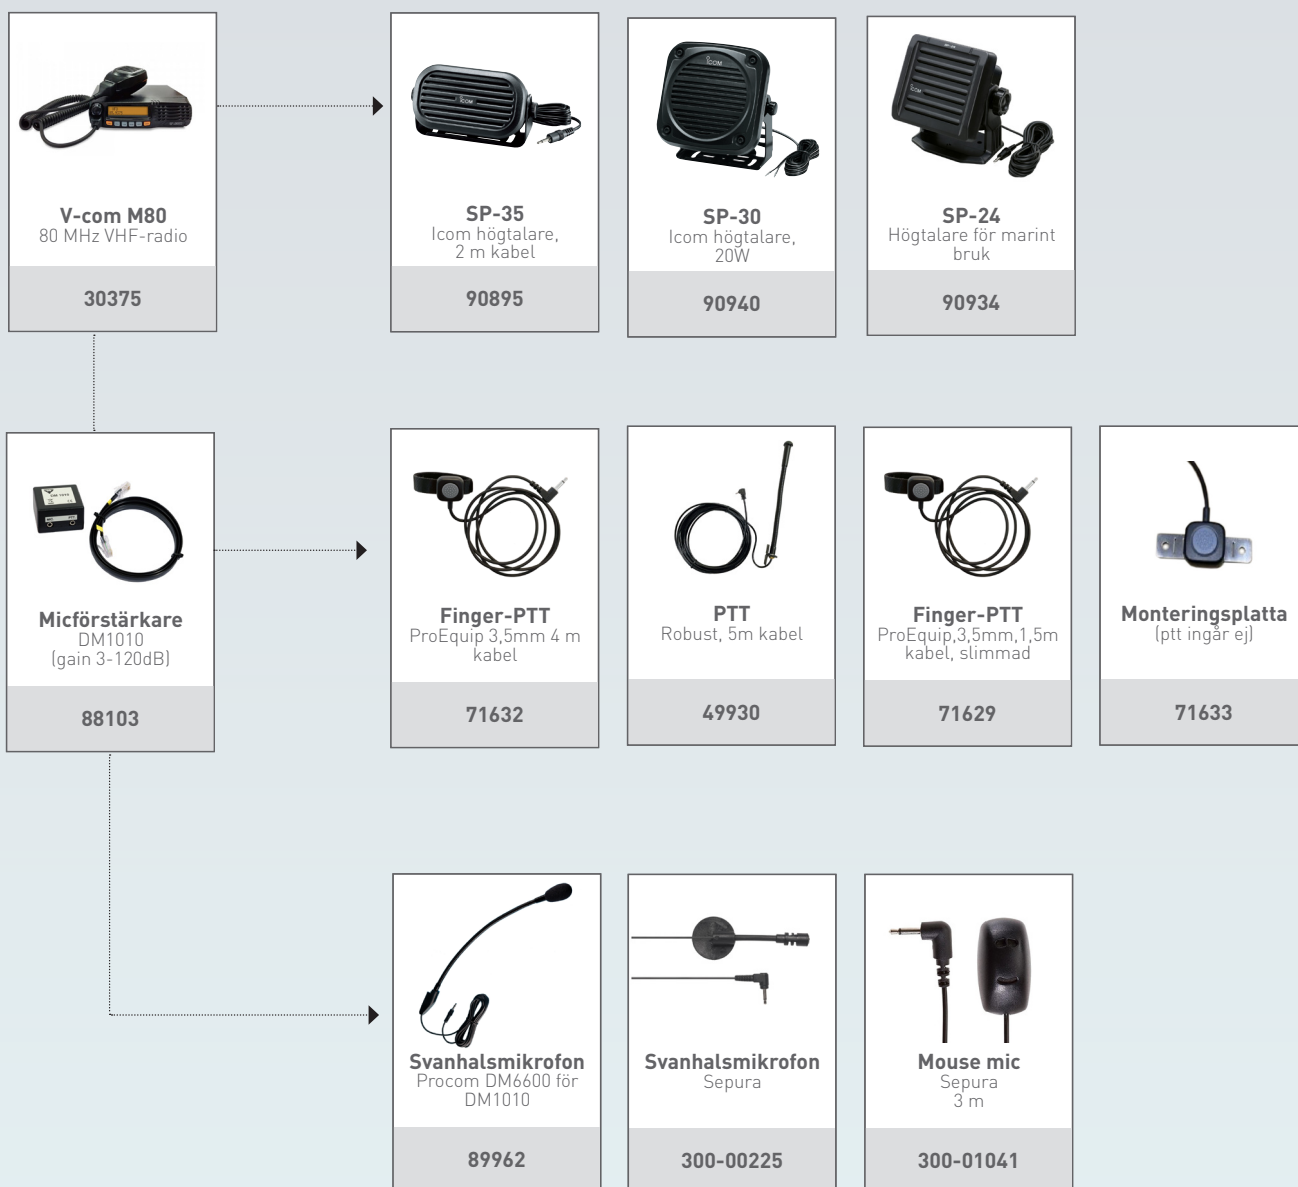 V-com M80
80 MHz VHF-radio
30375
SP-35
Icom högtalare,
2 m kabel
90895
SP-30
Icom högtalare,
20W
90940
SP-24
Högtalare för marint
bruk
90934
Micförstärkare
DM1010
(gain 3-120dB)
88103
Finger-PTT
ProEquip 3,5mm 4 m
kabel
71632
PTT
Robust, 5m kabel
49930
Finger-PTT
ProEquip,3,5mm,1,5m
kabel, slimmad
71629
Monteringsplatta
(ptt ingår ej)
71633
Svanhalsmikrofon
Procom DM6600 för
DM1010
89962
Svanhalsmikrofon
Sepura
300-00225
Mouse mic
Sepura
3 m
300-01041